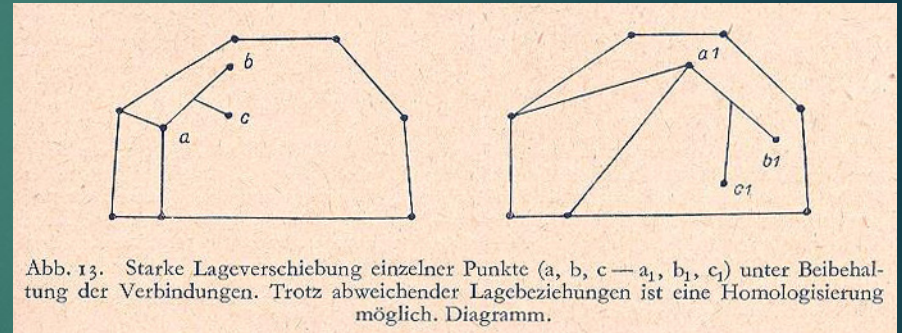 b
c
a
a1
b1
c1
Abb. 13. Starke Lageverschiebung einzelner Punkte (a, b, c — a₁, b₁, c₁) unter Beibehal-
tung der Verbindungen. Trotz abweichender Lagebeziehungen ist eine Homologisierung
möglich. Diagramm.